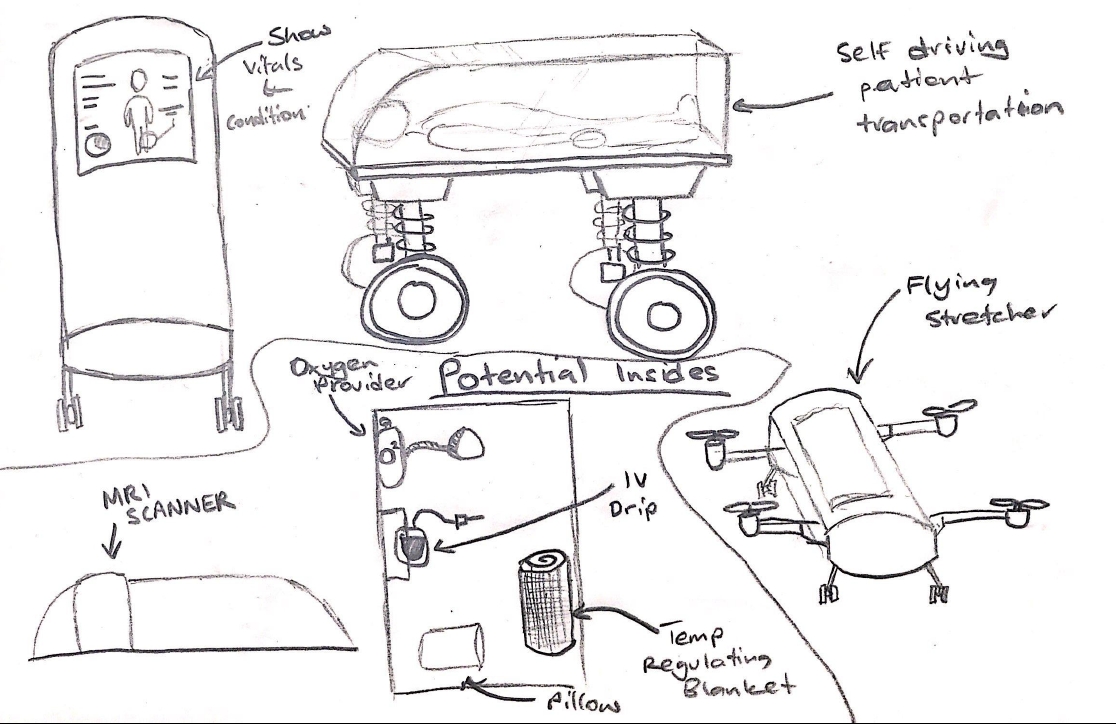 Show
Vitals
&
Condition
Self driving
patient
transportation
Flying
Stretcher
Oxygen
Provider
Potential Insides
O2
IV
Drip
MRI
SCANNER
Temp
Regulating
Blanket
Pillow